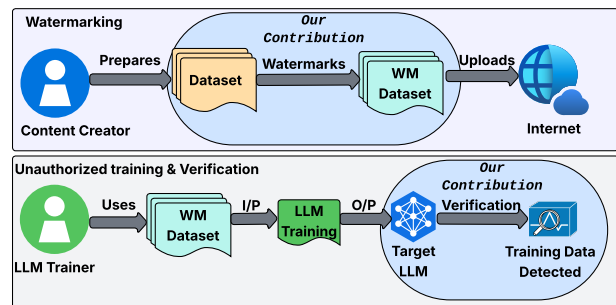 Watermarking
Our
Contribution
Prepares
Watermarks
Uploads
Dataset
WM
Dataset
Content Creator
Internet
Unauthorized training & Verification
Our
Contribution
Uses
I/P
O/P
Verification
WM
Dataset
LLM
Training
LLM Trainer
Target
LLM
Training Data
Detected